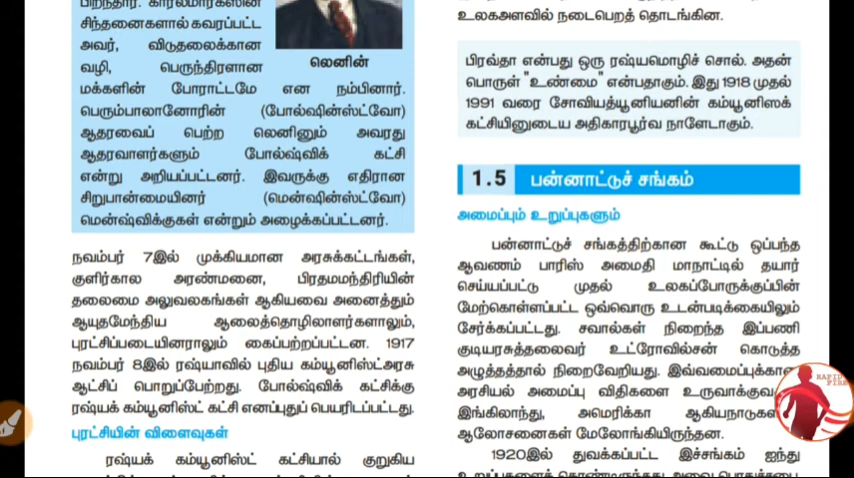 பிறந்தார். கார்ல்மார்க்ஸின்
சிந்தனைகளால் கவரப்பட்ட
அவர், விடுதலைக்கான
வழி, பெருந்திரளான
லெனின்
மக்களின் போராட்டமே என நம்பினார்.
பெரும்பாலானோரின் (போல்ஷின்ஸ்ட்வோ)
ஆதரவைப் பெற்ற லெனினும் அவரது
ஆதரவாளர்களும் போல்ஷ்விக் கட்சி
என்று அறியப்பட்டனர். இவருக்கு எதிரான
சிறுபான்மையினர் (மென்ஷின்ஸ்ட்வோ)
மென்ஷ்விக்குகள் என்றும் அழைக்கப்பட்டனர்.
நவம்பர் 7இல் முக்கியமான அரசுக்கட்டங்கள்,
குளிர்கால அரண்மனை, பிரதமமந்திரியின்
தலைமை அலுவலகங்கள் ஆகியவை அனைத்தும்
ஆயுதமேந்திய ஆலைத்தொழிலாளர்களாலும்,
புரட்சிப்படையினராலும் கைப்பற்றப்பட்டன. 1917
நவம்பர் 8இல் ரஷ்யாவில் புதிய கம்யூனிஸ்ட்அரசு
ஆட்சிப் பொறுப்பேற்றது. போல்ஷ்விக் கட்சிக்கு
ரஷ்யக் கம்யூனிஸ்ட் கட்சி எனப்புதுப் பெயரிடப்பட்டது.
புரட்சியின் விளைவுகள்
ரஷ்யக் கம்யூனிஸ்ட் கட்சியால் குறுகிய
உலகஅளவில் நடைபெறத் தொடங்கின.
பிரவ்தா என்பது ஒரு ரஷ்யமொழிச் சொல். அதன்
பொருள் "உண்மை" என்பதாகும். இது 1918 முதல்
1991 வரை சோவியத்யூனியனின் கம்யூனிஸக்
கட்சியினுடைய அதிகாரபூர்வ நாளேடாகும்.
1.5 பன்னாட்டுச் சங்கம்
அமைப்பும் உறுப்புகளும்
பன்னாட்டுச் சங்கத்திற்கான கூட்டு ஒப்பந்த
ஆவணம் பாரிஸ் அமைதி மாநாட்டில் தயார்
செய்யப்பட்டு முதல் உலகப்போருக்குப்பின்
மேற்கொள்ளப்பட்ட ஒவ்வொரு உடன்படிக்கையிலும்
சேர்க்கப்பட்டது. சவால்கள் நிறைந்த இப்பணி
குடியரசுத்தலைவர் உட்ரோவில்சன் கொடுத்த
அழுத்தத்தால் நிறைவேறியது. இவ்வமைப்புக்கான
அரசியல் அமைப்பு விதிகளை
இங்கிலாந்து, அமெரிக்கா
ஆலோசனைகள் மேலோங்கியிருந்தன.
1920இல் துவக்கப்பட்ட இச்சங்கம் ஐந்து